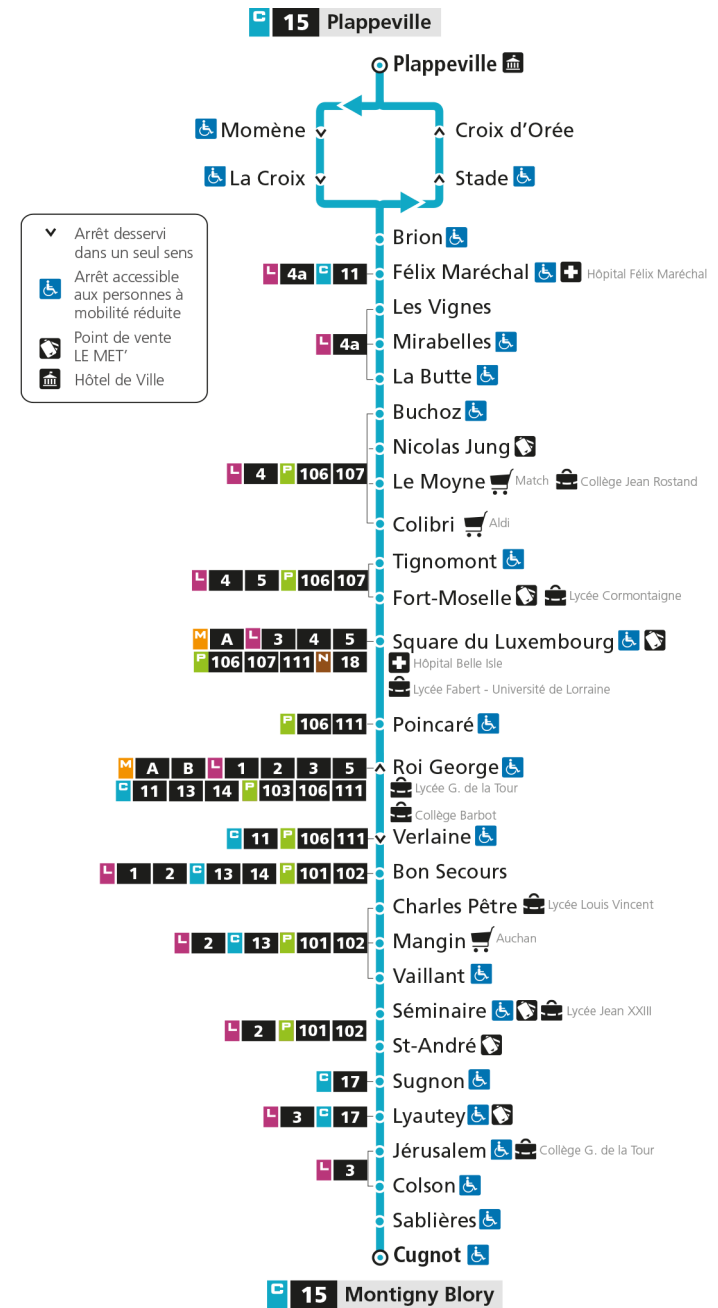 C 15 Plappeville
Plappeville
Momène
Croix d'Orée
La Croix
Stade
Arrêt desservi
dans un seul sens
Arrêt accessible
aux personnes à
mobilité réduite
Point de vente
LE MET'
Hôtel de Ville
Brion
L 4a C 11 Félix Maréchal Hôpital Félix Maréchal
Les Vignes
L 4a Mirabelles
La Butte
Buchoz
Nicolas Jung
L 4 P 106 107
Le Moyne Match Collège Jean Rostand
Colibri Aldi
Tignomont
L 4 5 P 106 107
Fort-Moselle Lycée Cormontaigne
M A L 3 4 5 Square du Luxembourg
P 106 107 111 N 18 Hôpital Belle Isle
Lycée Fabert - Université de Lorraine
P 106 111 Poincaré
M A B L 1 2 3 5 Roi George
C 11 13 14 P 103 106 111 Lycée G. de la Tour
Collège Barbot
C 11 P 106 111 Verlaine
L 1 2 C 13 14 P 101 102 Bon Secours
Charles Pêtre Lycée Louis Vincent
L 2 C 13 P 101 102 Mangin Auchan
Vaillant
Séminaire Lycée Jean XXIII
L 2 P 101 102
St-André
C 17 Sugnon
L 3 C 17 Lyautey
Jérusalem Collège G. de la Tour
L 3
Colson
Sablières
Cugnot
C 15 Montigny Blory